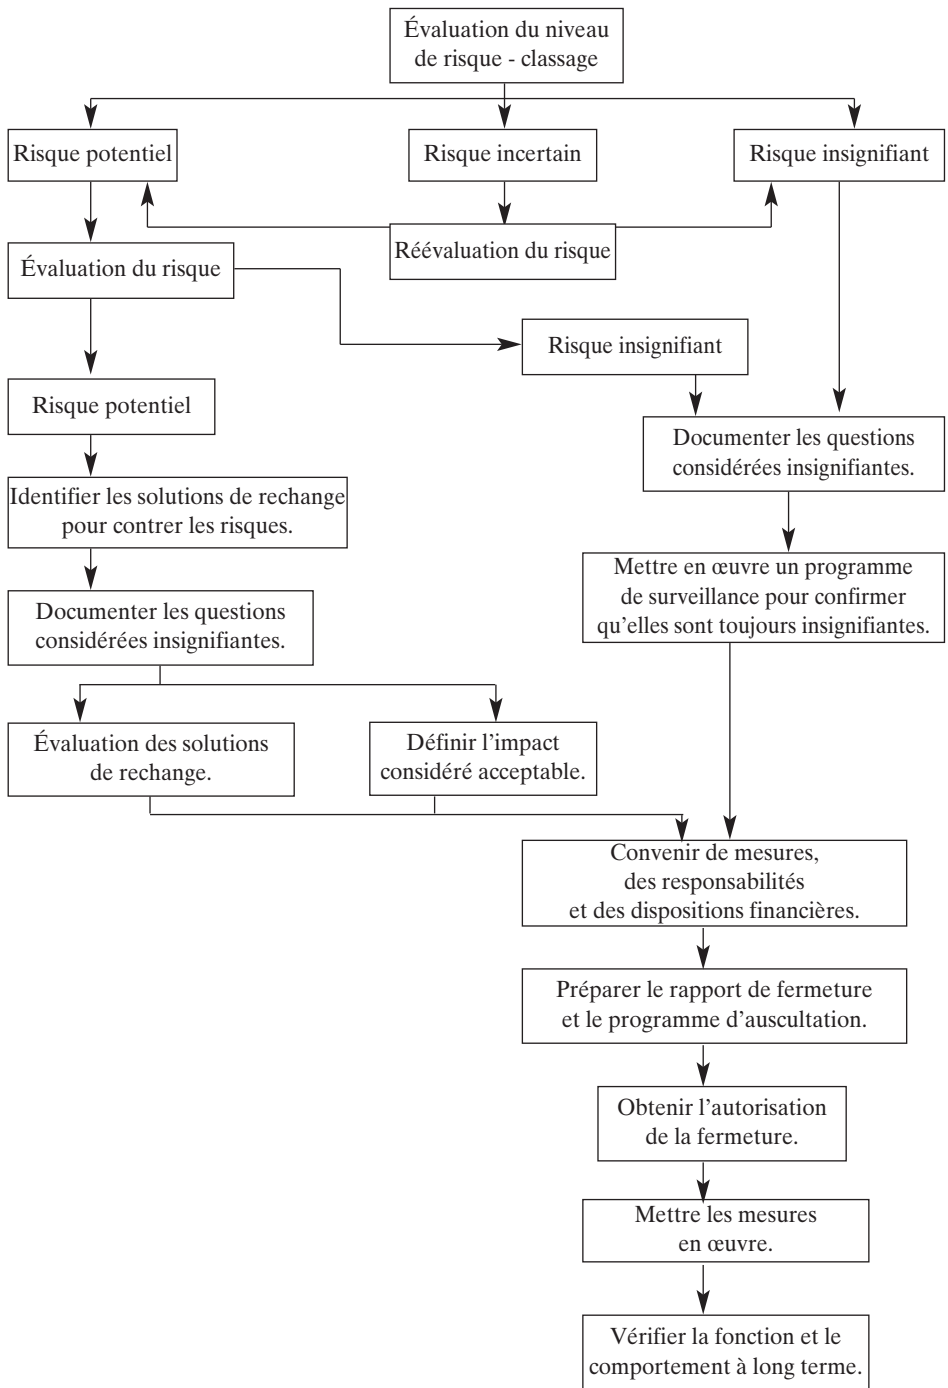 Évaluation du niveau
de risque - classage
Risque potentiel
Risque incertain
Risque insignifiant
Réévaluation du risque
Évaluation du risque
Risque insignifiant
Risque potentiel
Documenter les questions
considérées insignifiantes.
Identifier les solutions de rechange
pour contrer les risques.
Mettre en œuvre un programme
de surveillance pour confirmer
qu'elles sont toujours insignifiantes.
Documenter les questions
considérées insignifiantes.
Évaluation des solutions
de rechange.
Définir l'impact
considéré acceptable.
Convenir de mesures,
des responsabilités
et des dispositions financières.
Préparer le rapport de fermeture
et le programme d'auscultation.
Obtenir l'autorisation
de la fermeture.
Mettre les mesures
en œuvre.
Vérifier la fonction et le
comportement à long terme.